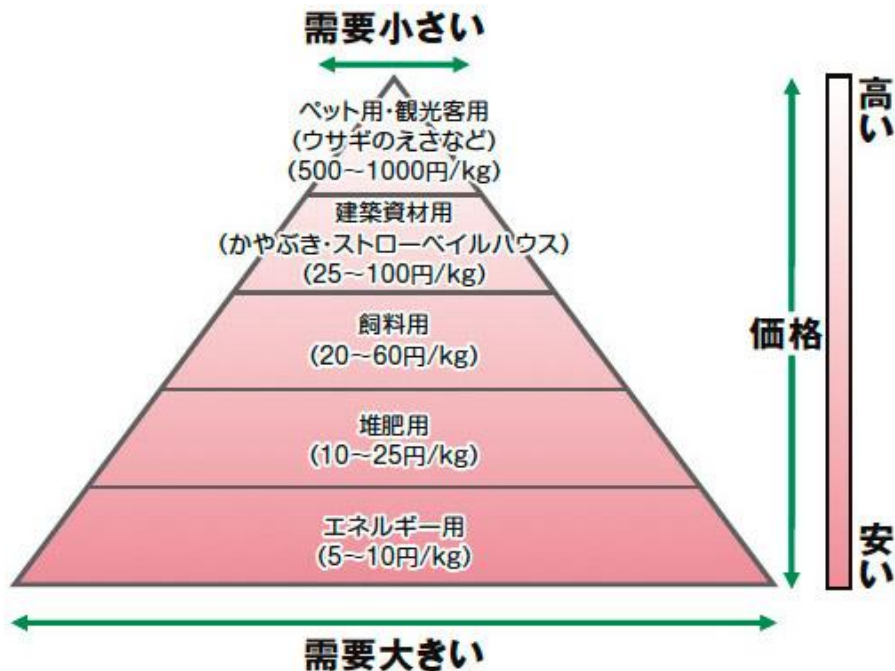 需要小さい
ペット用・観光客用
(ウサギのえさなど)
(500～1000円/kg)
建築資材用
(かやぶき・ストローベイルハウス)
(25～100円/kg)
飼料用
(20～60円/kg)
堆肥用
(10～25円/kg)
エネルギー用
(5～10円/kg)
需要大きい
価格
高い
安い